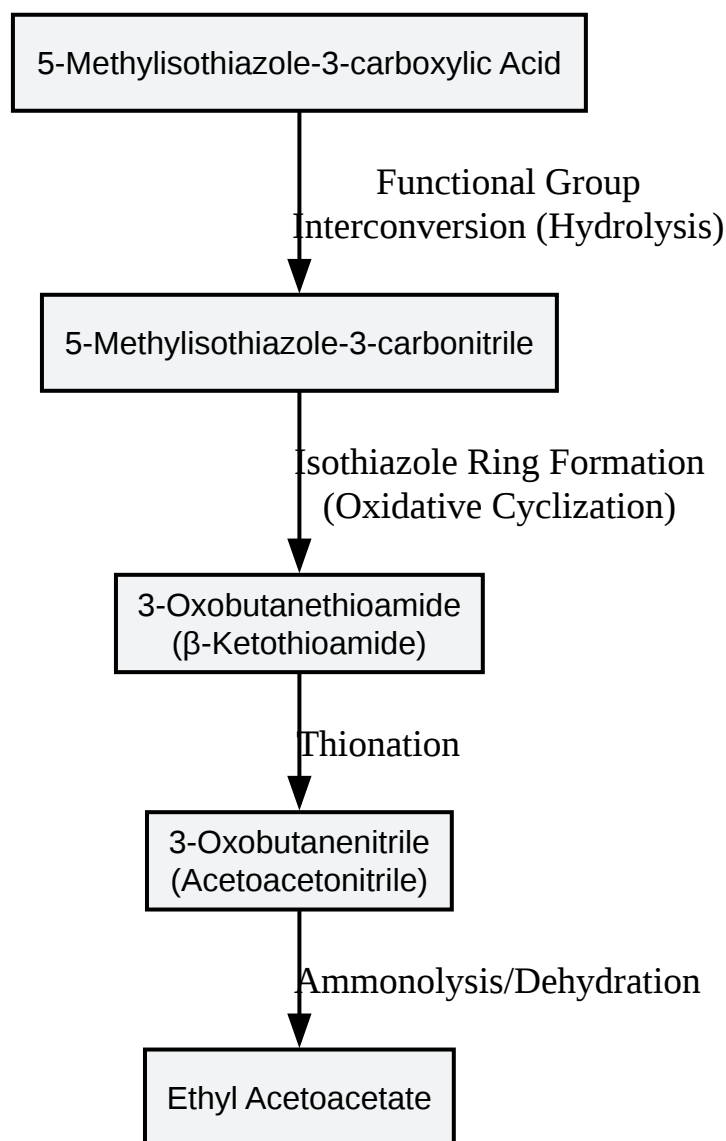 5-Methylisothiazole-3-carboxylic Acid
Functional Group
Interconversion (Hydrolysis)
5-Methylisothiazole-3-carbonitrile
Isothiazole Ring Formation
(Oxidative Cyclization)
3-Oxobutanethioamide
(β-Ketothioamide)
Thionation
3-Oxobutanenitrile
(Acetoacetonitrile)
Ammonolysis/Dehydration
Ethyl Acetoacetate